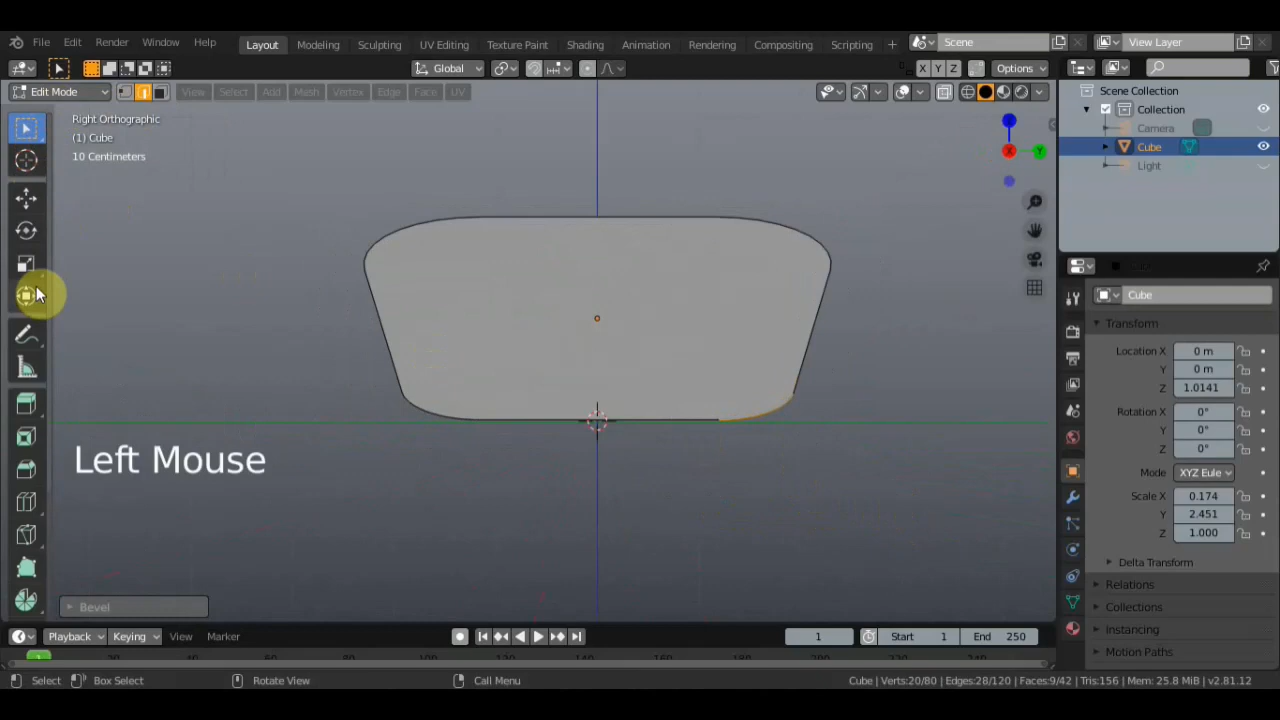 File Edit Render Window Help Layout Modeling Sculpting UV Editing Texture Paint Shading Animation Rendering Compositing Scripting Scene View Layer
Global X Y Z Options
Edit Mode View Select Add Mesh Vertex Edge Face UV
Right Orthographic
(1) Cube
10 Centimeters
Left Mouse
Bevel
Scene Collection
Collection
Camera
Cube
Light
Cube
Transform
Location X 0 m
Y 0 m
Z 1.0141
Rotation X 0°
Y 0°
Z 0°
Mode XYZ Eule
Scale X 0.174
Y 2.451
Z 1.000
Delta Transform
Relations
Collections
Instancing
Motion Paths
Playback Keying View Marker 1 Start 1 End 250
Select Box Select Rotate View Call Menu Cube | Verts:20/80 | Edges:28/120 | Faces:9/42 | Tris:156 | Mem: 25.8 MiB | v2.81.12